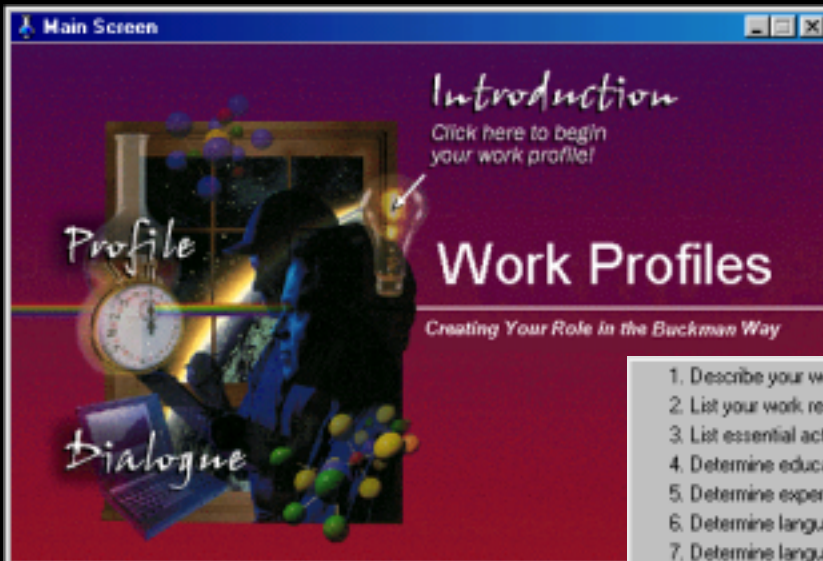 Main Screen
Introduction
Click here to begin
your work profile!
Profile
Work Profiles
Creating Your Role in the Buckman Way
Dialogue
1. Describe your
2. List your work
3. List essential
4. Determine
5. Determine
6. Determine
7. Determine